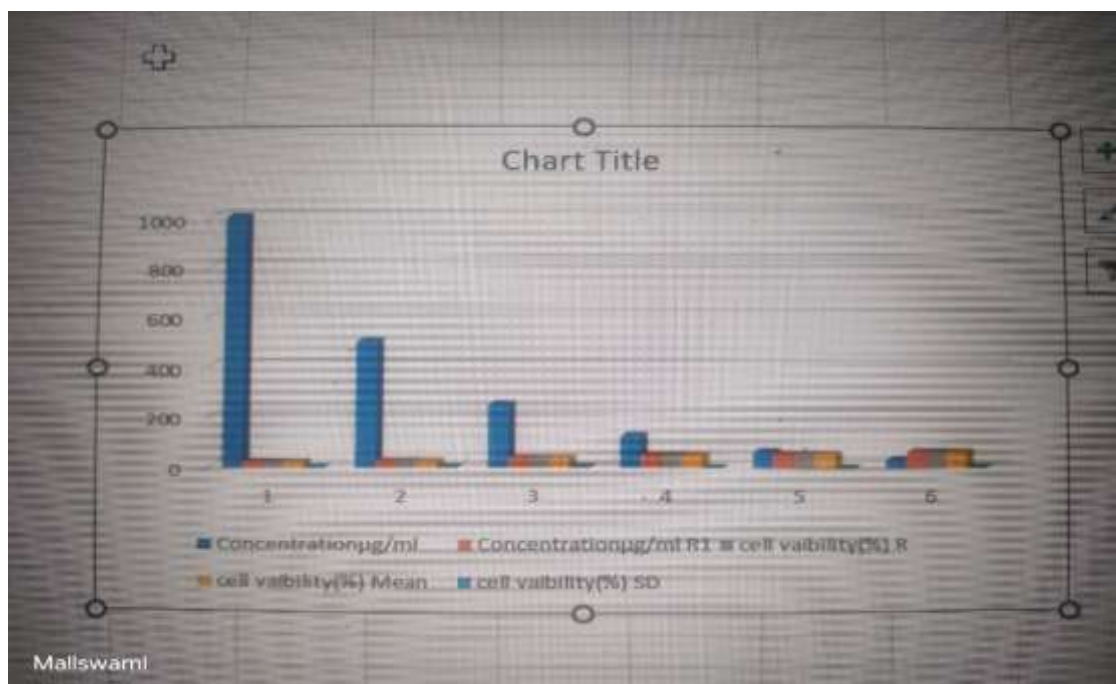 Chart Title
1000
800
600
400
200
0
1 2 3 4 5 6
Concentrationµg/ml Concentrationµg/ml R1 cell vaibility(%) R
cell vaibility(%) Mean cell vaibility(%) SD
Mallswami